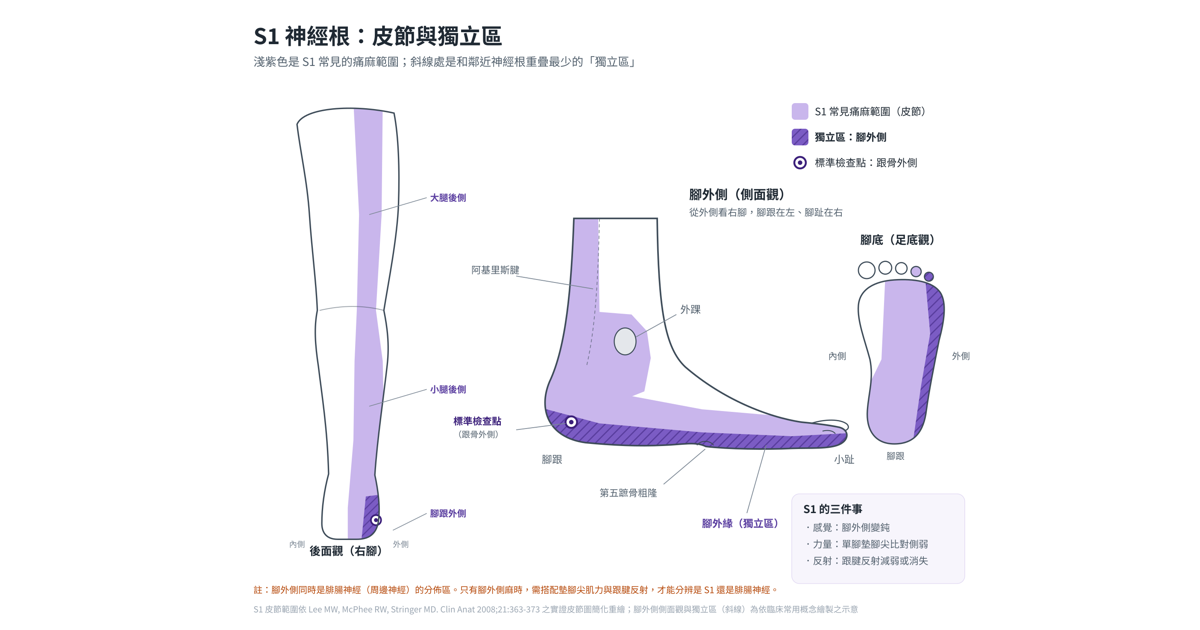 S1 神經根：皮節與獨立區
淺紫色是 S1 常見的痛麻範圍；斜線處是和鄰近神經根重疊最少的「獨立區」
S1 常見痛麻範圍（皮節）
獨立區：腳外側
標準檢查點：跟骨外側
大腿後側
小腿後側
腳跟外側
內側
外側
後面觀（右腳）
腳外側（側面觀）
從外側看右腳，腳跟在左、腳趾在右
阿基里斯腱
外踝
標準檢查點
（跟骨外側）
腳跟
小趾
第五蹠骨粗隆
腳外緣（獨立區）
腳底（足底觀）
內側
外側
腳跟
S1 的三件事
· 感覺：腳外側變鈍
· 力量：單腳墊腳尖比對側弱
· 反射：跟腱反射減弱或消失
註：腳外側同時是腓腸神經（周邊神經）的分佈區。只有腳外側麻時，需搭配墊腳尖肌力與跟腱反射，才能分辨是 S1 還是腓腸神經。
S1 皮節範圍依 Lee MW, McPhee RW, Stringer MD. Clin Anat 2008;21:363-373 之實證皮節圖簡化重繪；腳外側側面觀與獨立區（斜線）為依臨床常用概念繪製之示意